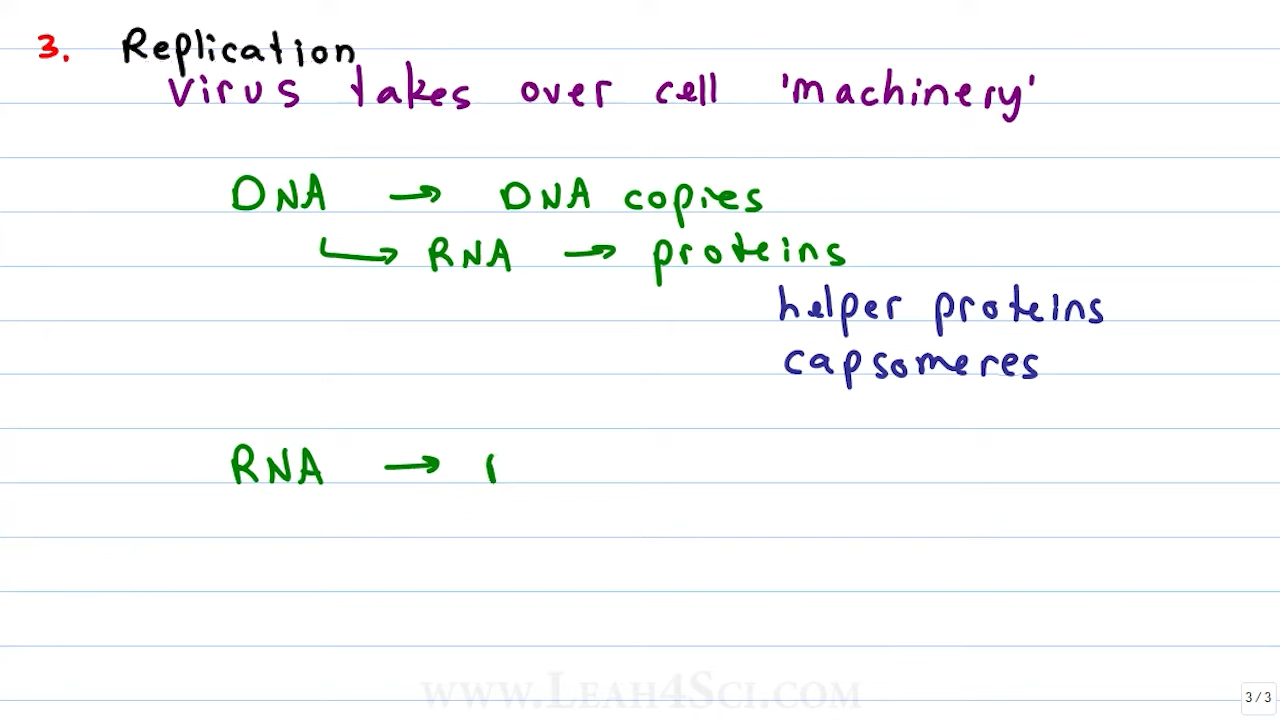 3. Replication
virus takes over cell 'machinery'
DNA → DNA copies
↳ RNA → proteins
helper proteins
capsomeres
RNA →
www.Leah4Sci.com
3 / 3